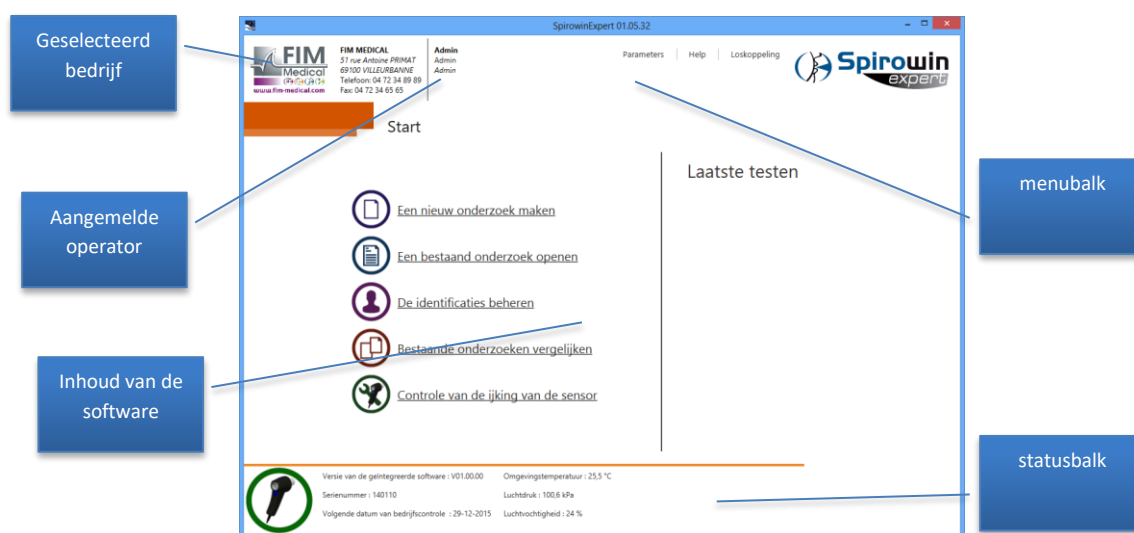 SpirowinExpert 01.05.32
Geselecteerd
bedrijf
FIM
Medical
www.fim-medical.com
FIM MEDICAL
51 rue Antoine PRIMAT
69100 VILLEURBANNE
Telefoon: 04 72 34 89 89
Fax: 04 72 34 65 65
Admin
Admin
Admin
Parameters
Help
Loskoppeling
Spirowin
expert
Start
Laatste testen
menubalk
Aangemelde
operator
Een nieuw onderzoek maken
Een bestaand onderzoek openen
De identificaties beheren
Bestaande onderzoeken vergelijken
Controle van de ijking van de sensor
Inhoud van de
software
statusbalk
Versie van de geïntegreerde software : V01.00.00
Omgevingstemperatuur : 25,5 °C
Serienummer : 140110
Luchtdruk : 100,6 kPa
Volgende datum van bedrijfscontrole : 29-12-2015
Luchtvochtigheid : 24 %